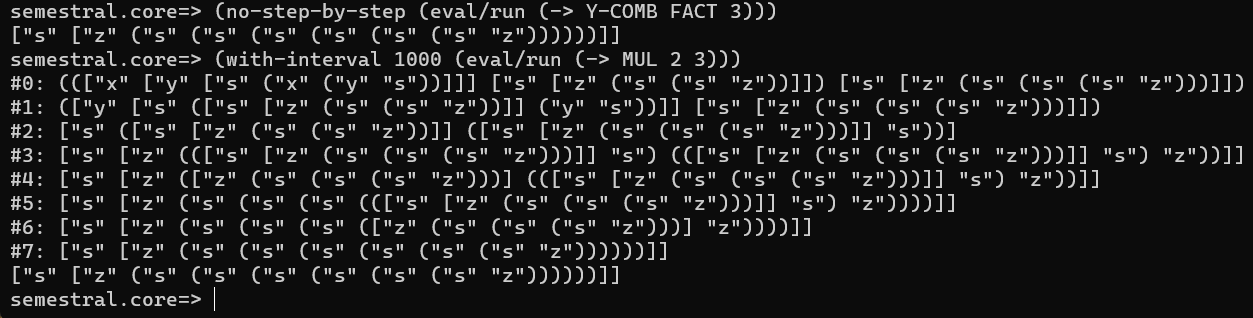 semestral.core=> (no-step-by-step (eval/run (-> Y-COMB FACT 3)))
["s" ["z" ("s" ("s" ("s" ("s" ("s" ("s" "z"))))))]]
semestral.core=> (with-interval 1000 (eval/run (-> MUL 2 3)))
#0: ((["x" ["y" ["s" ("x" ("y" "s"))]]] ["s" ["z" ("s" ("s" "z"))]]) ["s" ["z" ("s" ("s" ("s" "z")))]])
#1: (["y" ["s" (["s" ["z" ("s" ("s" "z"))]] ("y" "s"))]] ["s" ["z" ("s" ("s" ("s" "z")))]])
#2: ["s" (["s" ["z" ("s" ("s" "z"))]] (["s" ["z" ("s" ("s" ("s" "z")))]] "s"))]
#3: ["s" ["z" ((["s" ["z" ("s" ("s" ("s" "z")))]] "s") ((["s" ["z" ("s" ("s" ("s" "z")))]] "s") "z"))]]
#4: ["s" ["z" (["z" ("s" ("s" ("s" "z")))] ((["s" ["z" ("s" ("s" ("s" "z")))]] "s") "z"))]]
#5: ["s" ["z" ("s" ("s" ("s" ((["s" ["z" ("s" ("s" ("s" "z")))]] "s") "z"))))]]
#6: ["s" ["z" ("s" ("s" ("s" (["z" ("s" ("s" ("s" "z")))] "z"))))]]
#7: ["s" ["z" ("s" ("s" ("s" ("s" ("s" ("s" "z"))))))]]
["s" ["z" ("s" ("s" ("s" ("s" ("s" ("s" "z"))))))]]
semestral.core=>